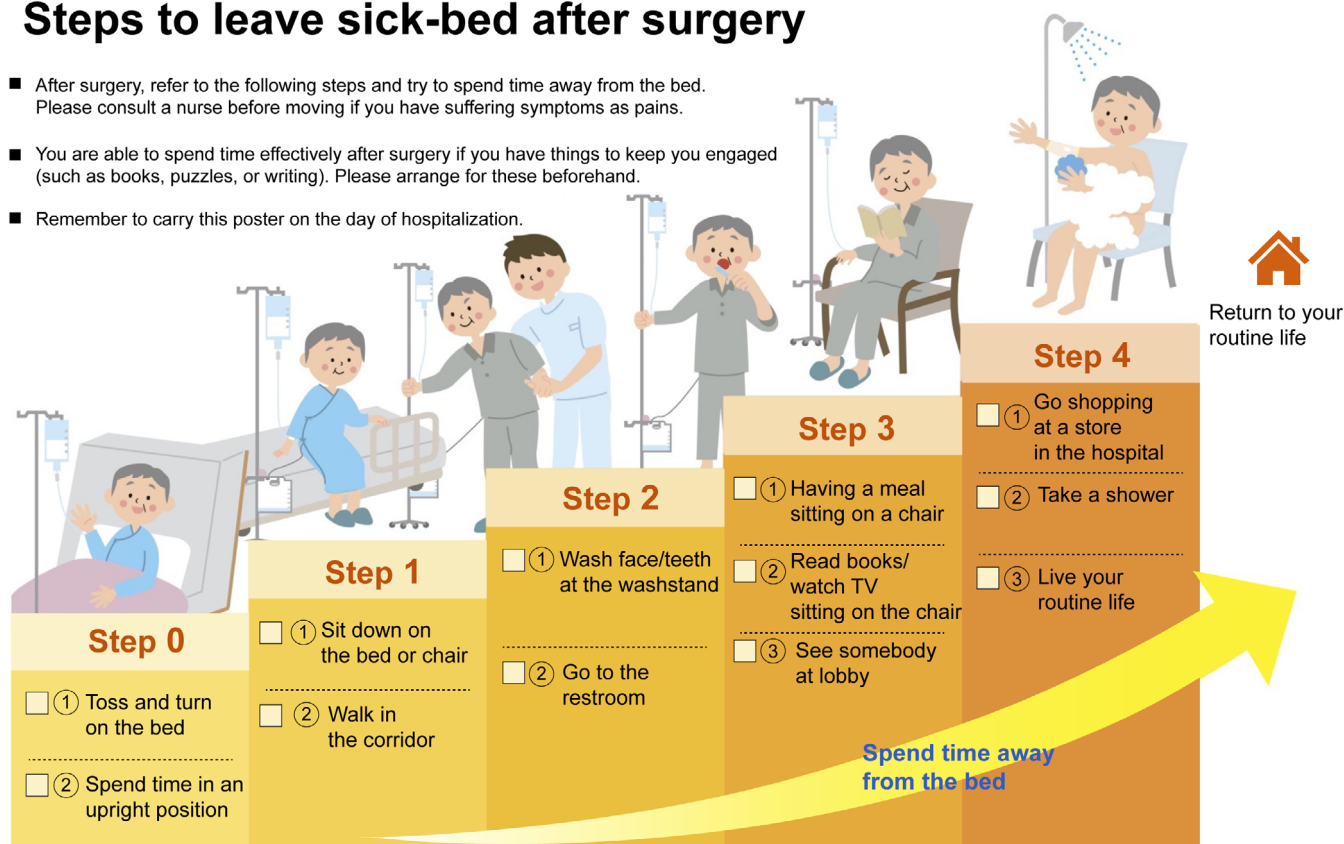 Steps to leave sick-bed after surgery
■ After surgery, refer to the following steps and try to spend time away from the bed.
Please consult a nurse before moving if you have suffering symptoms as pains.
■ You are able to spend time effectively after surgery if you have things to keep you engaged
(such as books, puzzles, or writing). Please arrange for these beforehand.
■ Remember to carry this poster on the day of hospitalization.
Step 0
① Toss and turn
on the bed
② Spend time in an
upright position
Step 1
① Sit down on
the bed or chair
② Walk in
the corridor
Step 2
① Wash face/teeth
at the washstand
② Go to the
restroom
Step 3
① Having a meal
sitting on a chair
② Read books/
watch TV
sitting on the chair
③ See somebody
at lobby
Step 4
① Go shopping
at a store
in the hospital
② Take a shower
③ Live your
routine life
Return to your
routine life
Spend time away
from the bed